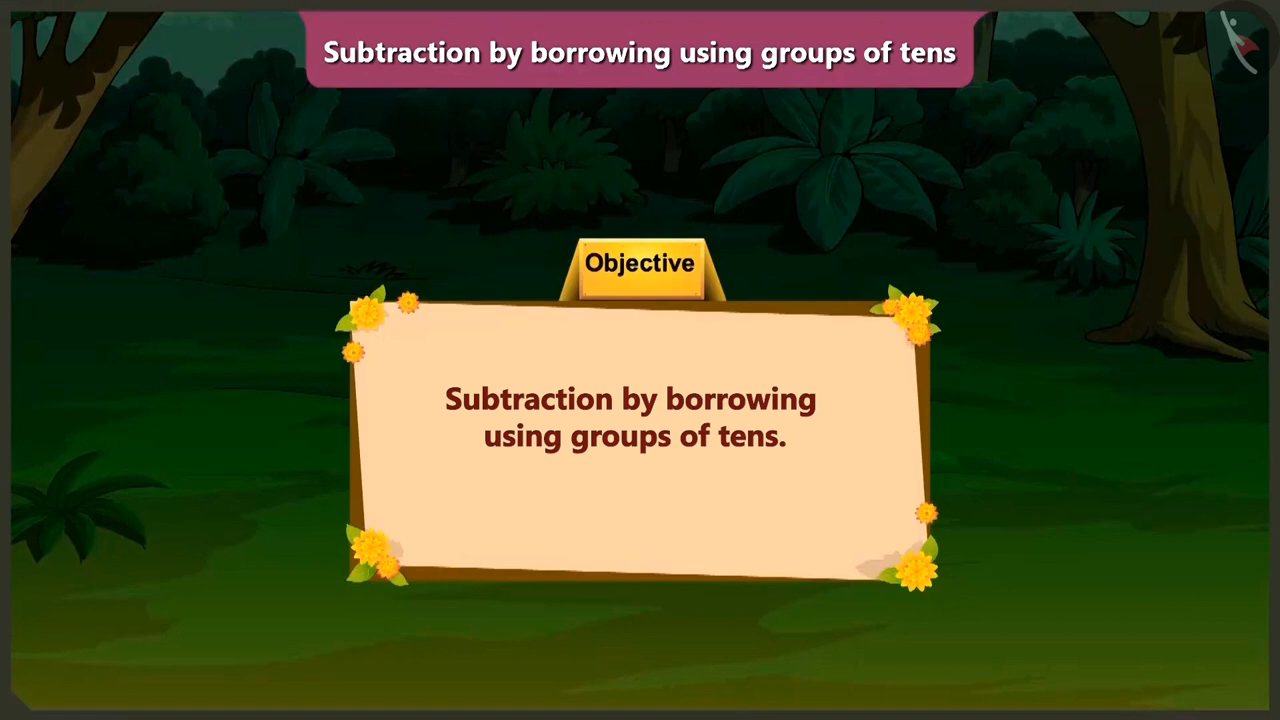 Subtraction by borrowing using groups of tens
Objective
Subtraction by borrowing
using groups of tens.